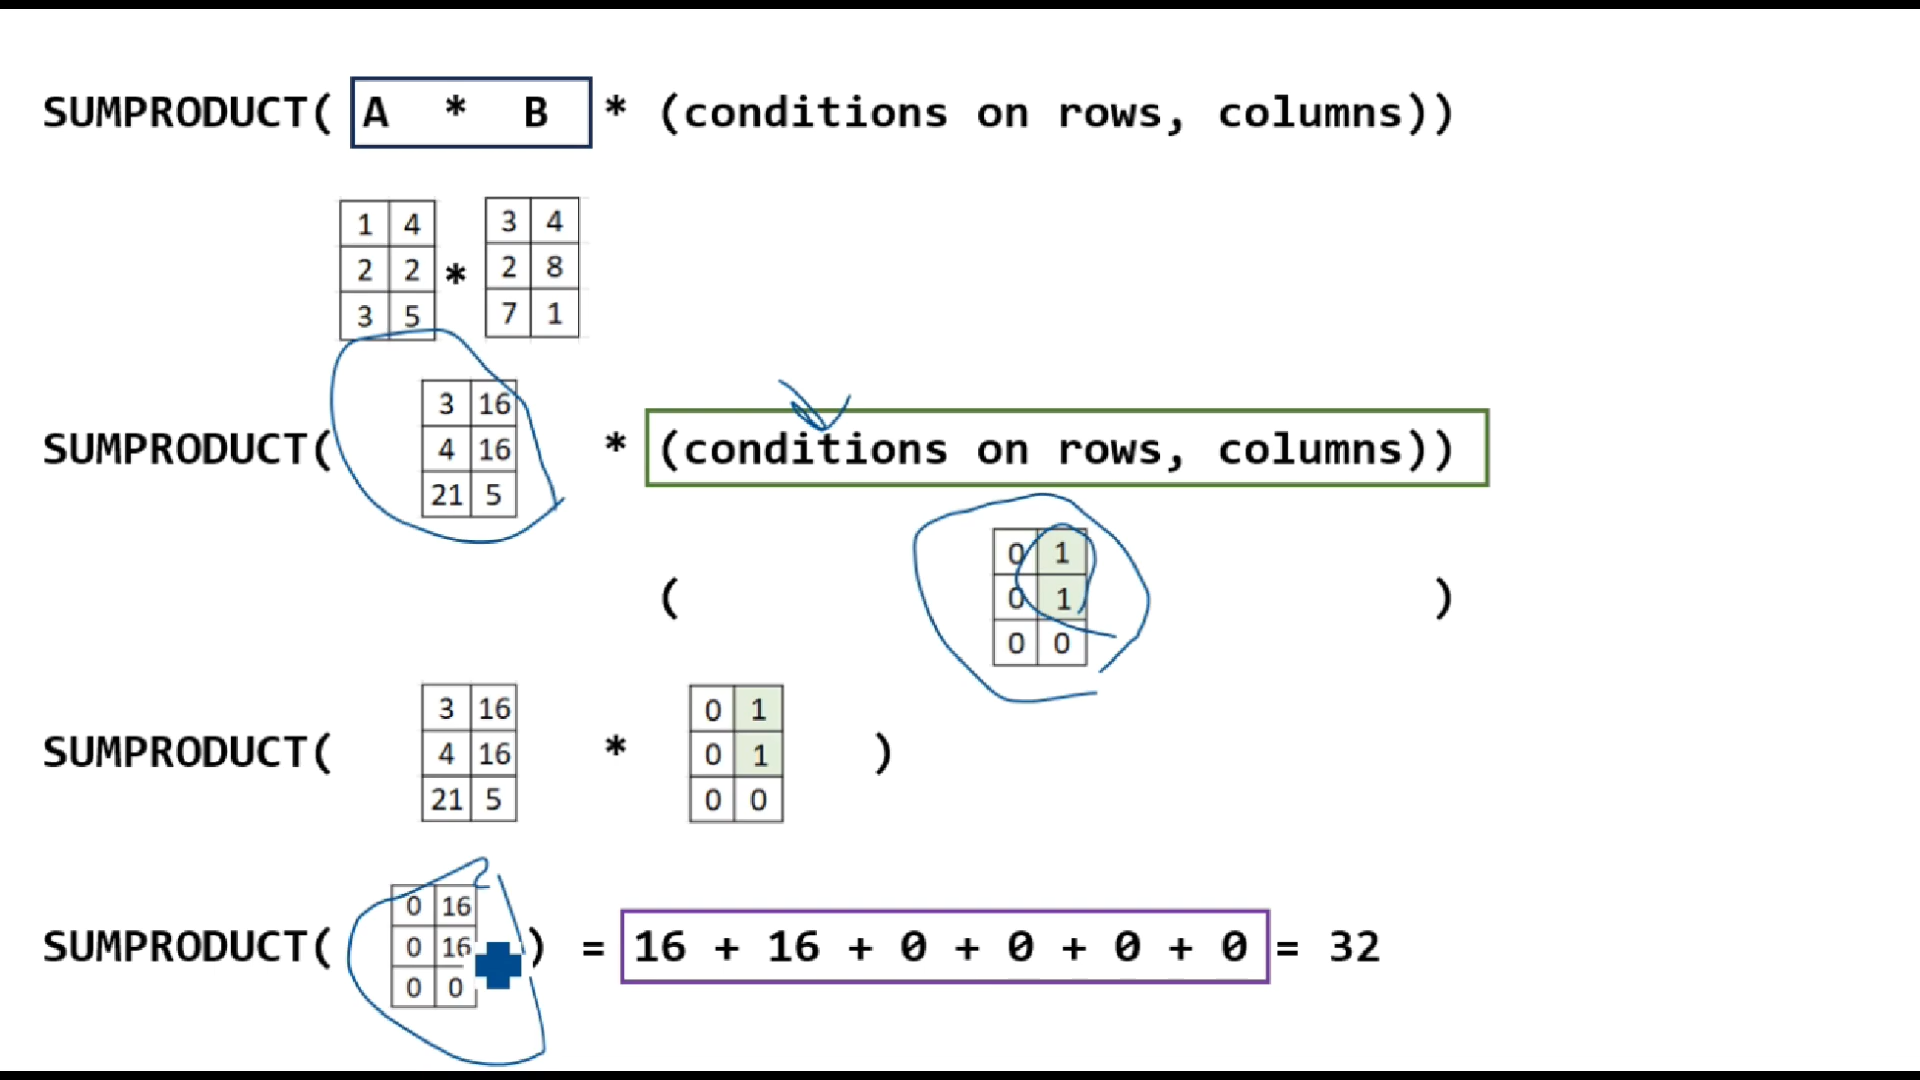 SUMPRODUCT( A * B * (conditions on rows, columns))
1 4 3 4
2 2 * 2 8
3 5 7 1
3 16
SUMPRODUCT( 4 16 * (conditions on rows, columns))
21 5
0 1
( 0 1 )
0 0
3 16 0 1
SUMPRODUCT( 4 16 * 0 1 )
21 5 0 0
0 16
SUMPRODUCT( 0 16 ) = 16 + 16 + 0 + 0 + 0 + 0 = 32
0 0